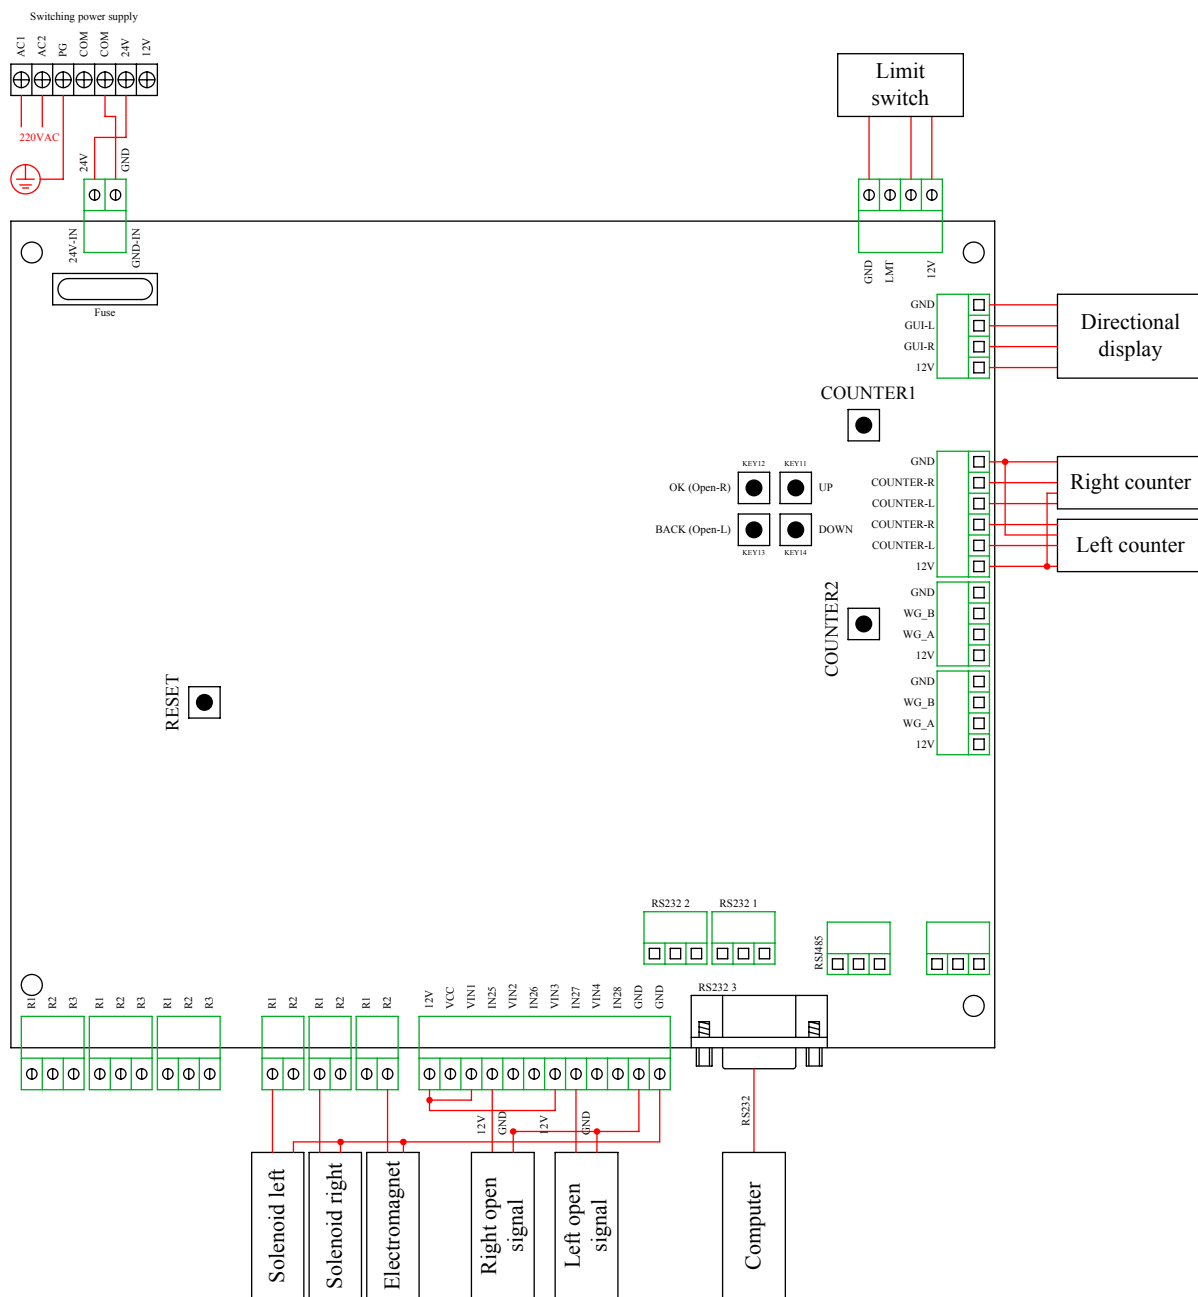 Switching power supply
AC1
AC2
PG
COM
COM
24V
12V
220VAC
24V
GND
24V-IN
GND-IN
Fuse
Limit
switch
GND
LMT
12V
GND
GUI-L
GUI-R
12V
Directional
display
COUNTER1
KEY12
KEY11
OK (Open-R)
UP
BACK (Open-L)
DOWN
KEY13
KEY14
GND
COUNTER-R
COUNTER-L
COUNTER-R
COUNTER-L
12V
Right counter
Left counter
COUNTER2
GND
WG_B
WG_A
12V
GND
WG_B
WG_A
12V
RESET
RS232 2
RS232 1
RSJ485
RS232 3
R1
R2
R3
R1
R2
R3
R1
R2
R3
R1
R2
R1
R2
R1
R2
12V
VCC
VIN1
IN25
VIN2
IN26
VIN3
IN27
VIN4
IN28
GND
GND
12V
GND
12V
GND
RS232
Solenoid left
Solenoid right
Electromagnet
Right open
signal
Left open
signal
Computer